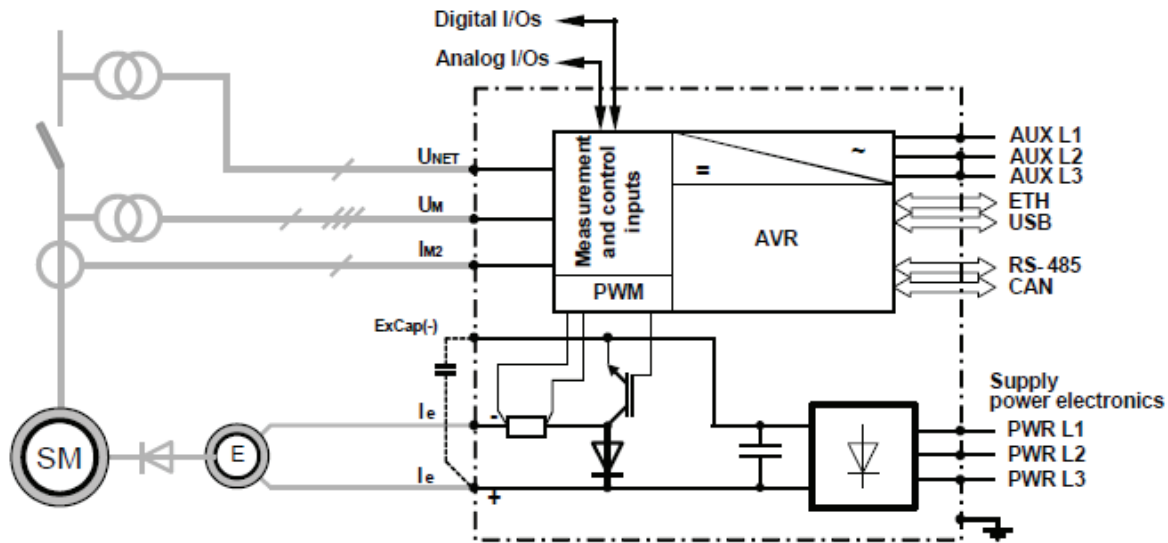 Digital I/Os
Analog I/Os
UNET
UM
IM2
Measurement
and control
inputs
PWM
=
~
AVR
AUX L1
AUX L2
AUX L3
ETH
USB
RS-485
CAN
ExCap(-)
Ie
-
Ie
+
SM
E
Supply
power electronics
PWR L1
PWR L2
PWR L3